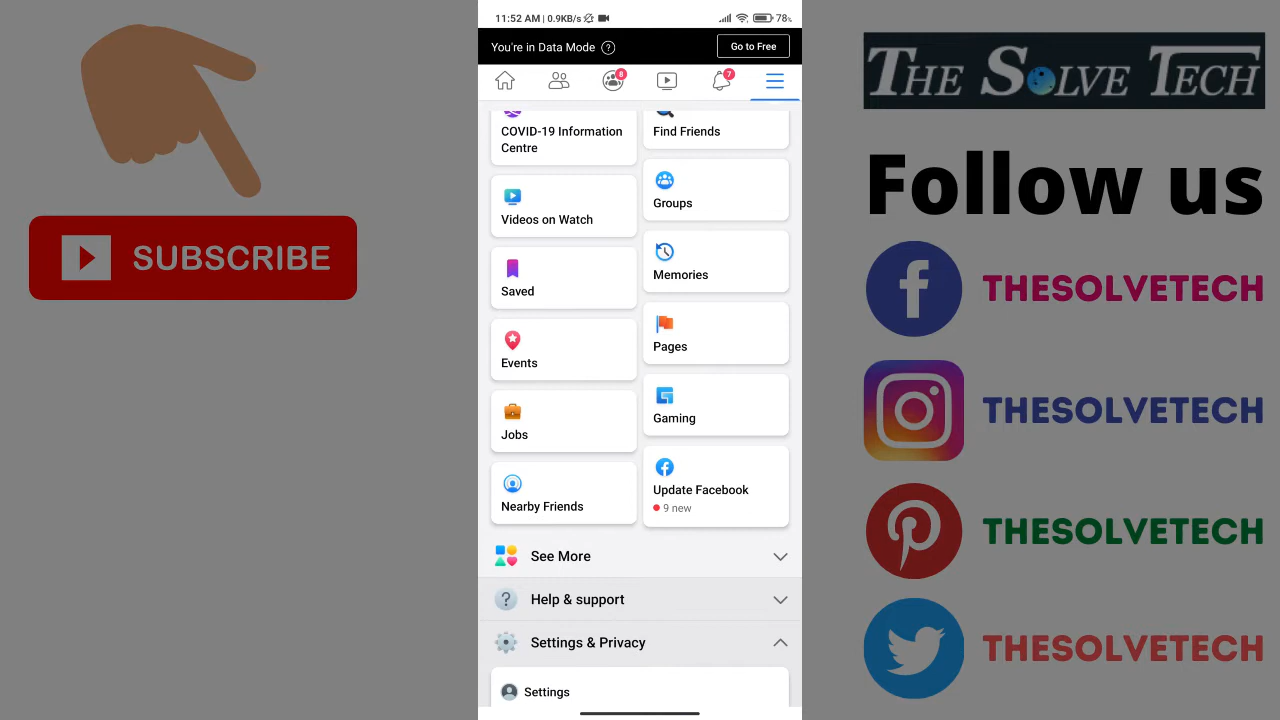 SUBSCRIBE
11:52 AM | 0.9KB/s
78%
You're in Data Mode ?
Go to Free
8
7
COVID-19 Information
Centre
Find Friends
Videos on Watch
Groups
Saved
Memories
Events
Pages
Jobs
Gaming
Nearby Friends
Update Facebook
9 new
See More
? Help & support
Settings & Privacy
Settings
THE SOLVE TECH
Follow us
f THESOLVETECH
THESOLVETECH
THESOLVETECH
THESOLVETECH